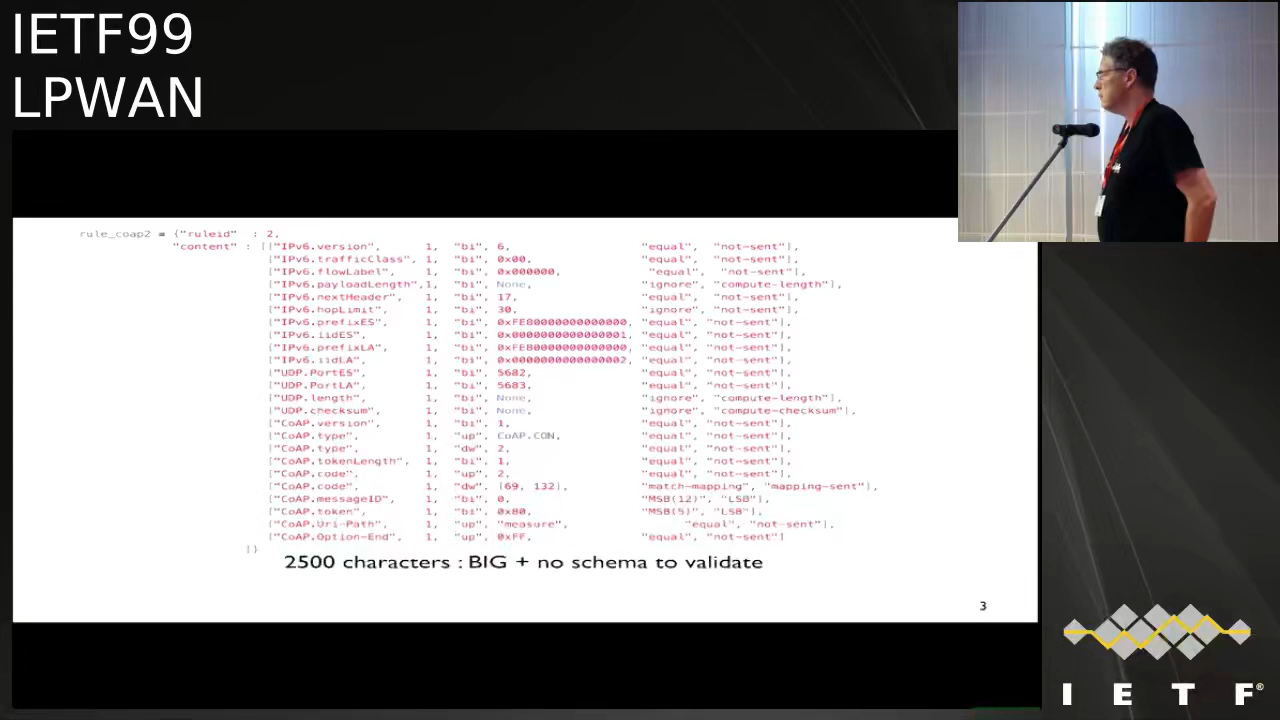 IETF99
LPWAN
rule_coap2 = {"ruleid" : 2,
"content" : [["IPv6.version", 1, "bi", 6, "equal", "not-sent"],
["IPv6.trafficClass", 1, "bi", 0x00, "equal", "not-sent"],
["IPv6.flowLabel", 1, "bi", 0x000000, "equal", "not-sent"],
["IPv6.payloadLength",1, "bi", None, "ignore", "compute-length"],
["IPv6.nextHeader", 1, "bi", 17, "equal", "not-sent"],
["IPv6.hopLimit", 1, "bi", 30, "ignore", "not-sent"],
["IPv6.prefixES", 1, "bi", 0xFE80000000000000, "equal", "not-sent"],
["IPv6.iidES", 1, "bi", 0x0000000000000001, "equal", "not-sent"],
["IPv6.prefixLA", 1, "bi", 0xFE80000000000000, "equal", "not-sent"],
["IPv6.iidLA", 1, "bi", 0x0000000000000002, "equal", "not-sent"],
["UDP.PortES", 1, "bi", 5682, "equal", "not-sent"],
["UDP.PortLA", 1, "bi", 5683, "equal", "not-sent"],
["UDP.length", 1, "bi", None, "ignore", "compute-length"],
["UDP.checksum", 1, "bi", None, "ignore", "compute-checksum"],
["CoAP.version", 1, "bi", 1, "equal", "not-sent"],
["CoAP.type", 1, "up", CoAP.CON, "equal", "not-sent"],
["CoAP.type", 1, "dw", 2, "equal", "not-sent"],
["CoAP.tokenLength", 1, "bi", 1, "equal", "not-sent"],
["CoAP.code", 1, "up", 2, "equal", "not-sent"],
["CoAP.code", 1, "dw", [69, 132], "match-mapping", "mapping-sent"],
["CoAP.messageID", 1, "bi", 0, "MSB(12)", "LSB"],
["CoAP.token", 1, "bi", 0x80, "MSB(5)", "LSB"],
["CoAP.Uri-Path", 1, "up", "measure", "equal", "not-sent"],
["CoAP.Option-End", 1, "up", 0xFF, "equal", "not-sent"]
]}
2500 characters : BIG + no schema to validate
3
I E T F®